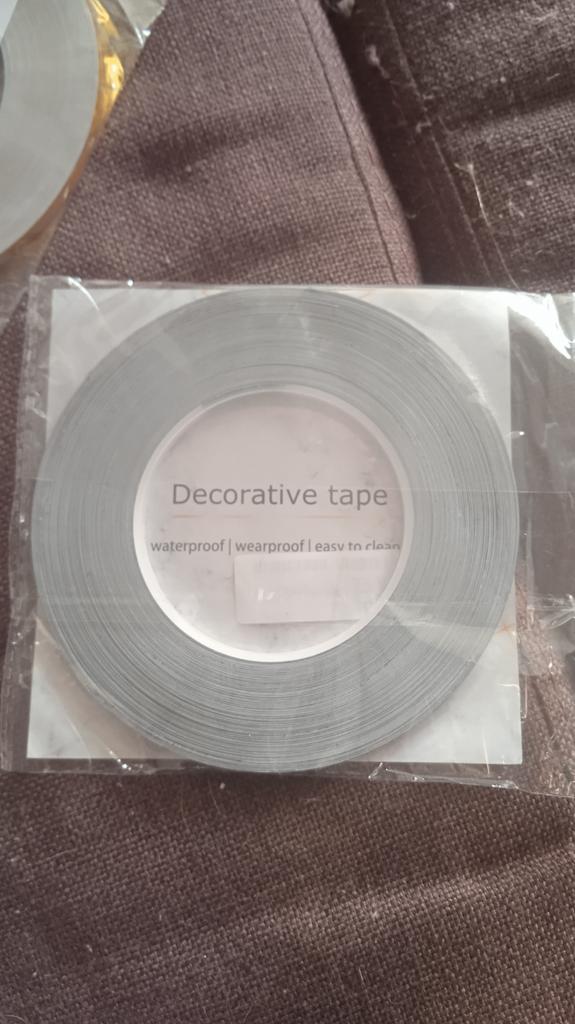 Decorative tape
waterproof | wearproof | easy to clean